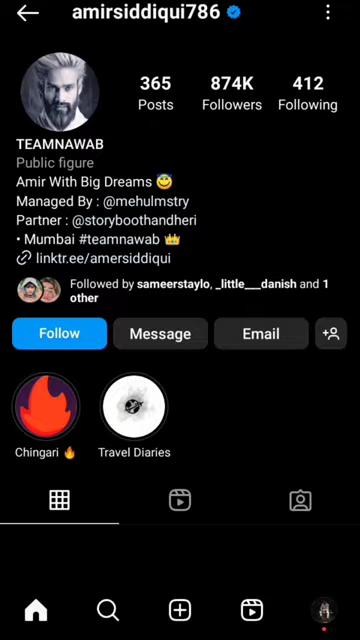 amirsiddiqui786
365 874K 412
Posts Followers Following
TEAMNAWAB
Public figure
Amir With Big Dreams 😇
Managed By : @mehulmstry
Partner : @storyboothandheri
• Mumbai #teamnawab 👑
linktr.ee/amersiddiqui
Followed by sameerstaylo, _little___danish and 1
other
Follow Message Email
Chingari 🔥 Travel Diaries